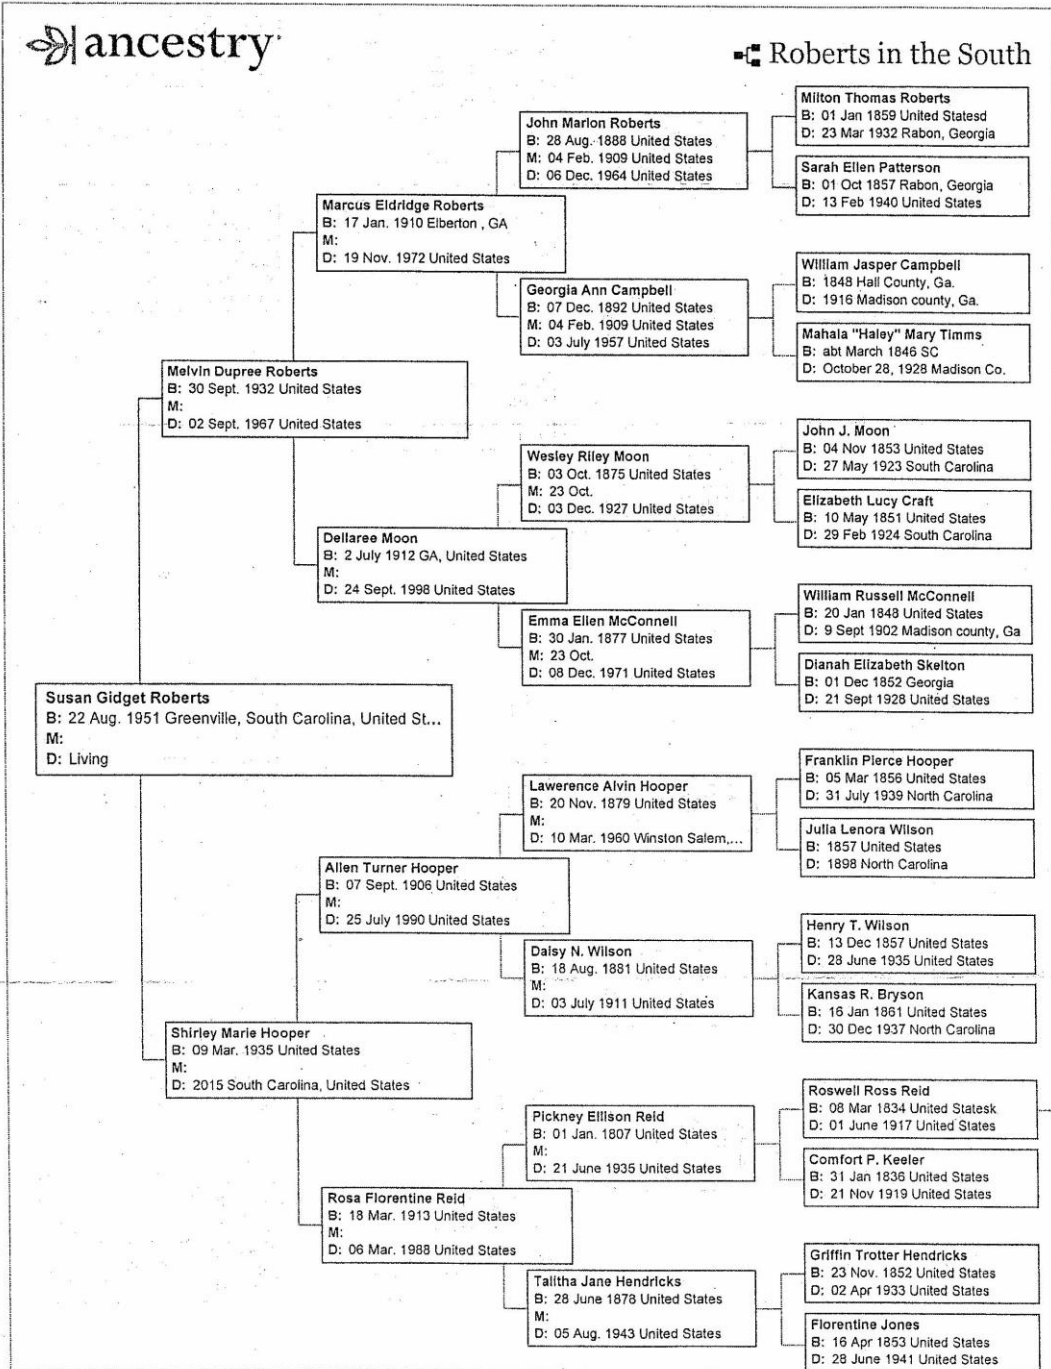 ancestry
Roberts in the South
Milton Thomas Roberts
B: 01 Jan 1859 United Statesd
D: 23 Mar 1932 Rabon, Georgia
John Marion Roberts
B: 28 Aug. 1888 United States
M: 04 Feb. 1909 United States
D: 06 Dec. 1964 United States
Sarah Ellen Patterson
B: 01 Oct 1857 Rabon, Georgia
D: 13 Feb 1940 United States
Marcus Eldridge Roberts
B: 17 Jan. 1910 Elberton , GA
M:
D: 19 Nov. 1972 United States
William Jasper Campbell
B: 1848 Hall County, Ga.
D: 1916 Madison county, Ga.
Georgia Ann Campbell
B: 07 Dec. 1892 United States
M: 04 Feb. 1909 United States
D: 03 July 1957 United States
Mahala "Haley" Mary Timms
B: abt March 1846 SC
D: October 28, 1928 Madison Co.
Melvin Dupree Roberts
B: 30 Sept. 1932 United States
M:
D: 02 Sept. 1967 United States
John J. Moon
B: 04 Nov 1853 United States
D: 27 May 1923 South Carolina
Wesley Riley Moon
B: 03 Oct. 1875 United States
M: 23 Oct.
D: 03 Dec. 1927 United States
Elizabeth Lucy Craft
B: 10 May 1851 United States
D: 29 Feb 1924 South Carolina
Dellaree Moon
B: 2 July 1912 GA, United States
M:
D: 24 Sept. 1998 United States
William Russell McConnell
B: 20 Jan 1848 United States
D: 9 Sept 1902 Madison county, Ga
Emma Ellen McConnell
B: 30 Jan. 1877 United States
M: 23 Oct.
D: 08 Dec. 1971 United States
Dianah Elizabeth Skelton
B: 01 Dec 1852 Georgia
D: 21 Sept 1928 United States
Susan Gidget Roberts
B: 22 Aug. 1951 Greenville, South Carolina, United St...
M:
D: Living
Franklin Pierce Hooper
B: 05 Mar 1856 United States
D: 31 July 1939 North Carolina
Lawerence Alvin Hooper
B: 20 Nov. 1879 United States
M:
D: 10 Mar. 1960 Winston Salem,...
Julia Lenora Wilson
B: 1857 United States
D: 1898 North Carolina
Allen Turner Hooper
B: 07 Sept. 1906 United States
M:
D: 25 July 1990 United States
Henry T. Wilson
B: 13 Dec 1857 United States
D: 28 June 1935 United States
Daisy N. Wilson
B: 18 Aug. 1881 United States
M:
D: 03 July 1911 United States
Kansas R. Bryson
B: 16 Jan 1861 United States
D: 30 Dec 1937 North Carolina
Shirley Marie Hooper
B: 09 Mar. 1935 United States
M:
D: 2015 South Carolina, United States
Roswell Ross Reid
B: 08 Mar 1834 United Statesk
D: 01 June 1917 United States
Pickney Ellison Reid
B: 01 Jan. 1807 United States
M:
D: 21 June 1935 United States
Comfort P. Keeler
B: 31 Jan 1836 United States
D: 21 Nov 1919 United States
Rosa Florentine Reid
B: 18 Mar. 1913 United States
M:
D: 06 Mar. 1988 United States
Griffin Trotter Hendricks
B: 23 Nov. 1852 United States
D: 02 Apr 1933 United States
Talitha Jane Hendricks
B: 28 June 1878 United States
M:
D: 05 Aug. 1943 United States
Florentine Jones
B: 16 Apr 1853 United States
D: 28 June 1941 United States